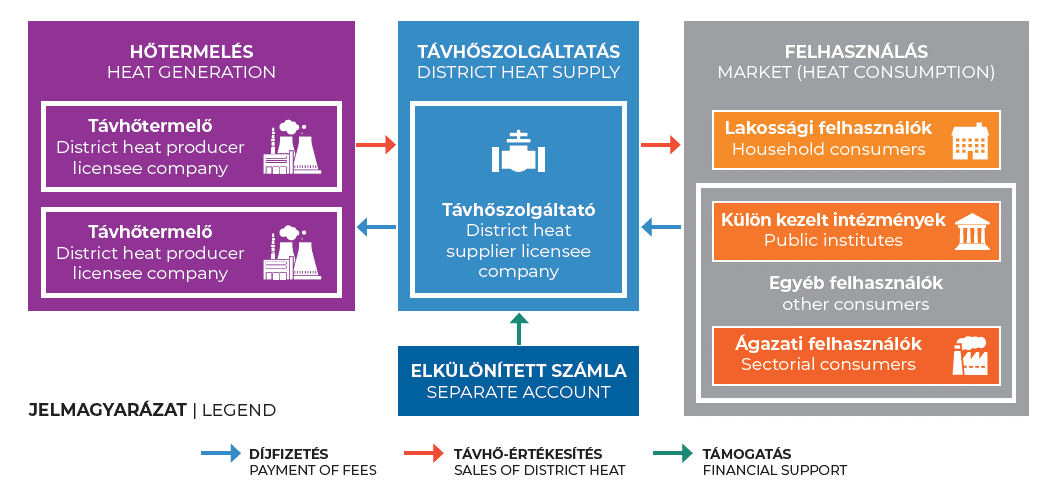 HŐTERMELÉS
HEAT GENERATION
Távhőtermelő
District heat producer
licensee company
Távhőtermelő
District heat producer
licensee company
TÁVHŐSZOLGÁLTATÁS
DISTRICT HEAT SUPPLY
Távhőszolgáltató
District heat
supplier licensee
company
ELKÜLÖNÍTETT SZÁMLA
SEPARATE ACCOUNT
FELHASZNÁLÁS
MARKET (HEAT CONSUMPTION)
Lakossági felhasználók
Household consumers
Külön kezelt intézmények
Public institutes
Egyéb felhasználók
other consumers
Ágazati felhasználók
Sectorial consumers
JELMAGYARÁZAT | LEGEND
DÍJFIZETÉS
PAYMENT OF FEES
TÁVHŐ-ÉRTÉKESÍTÉS
SALES OF DISTRICT HEAT
TÁMOGATÁS
FINANCIAL SUPPORT